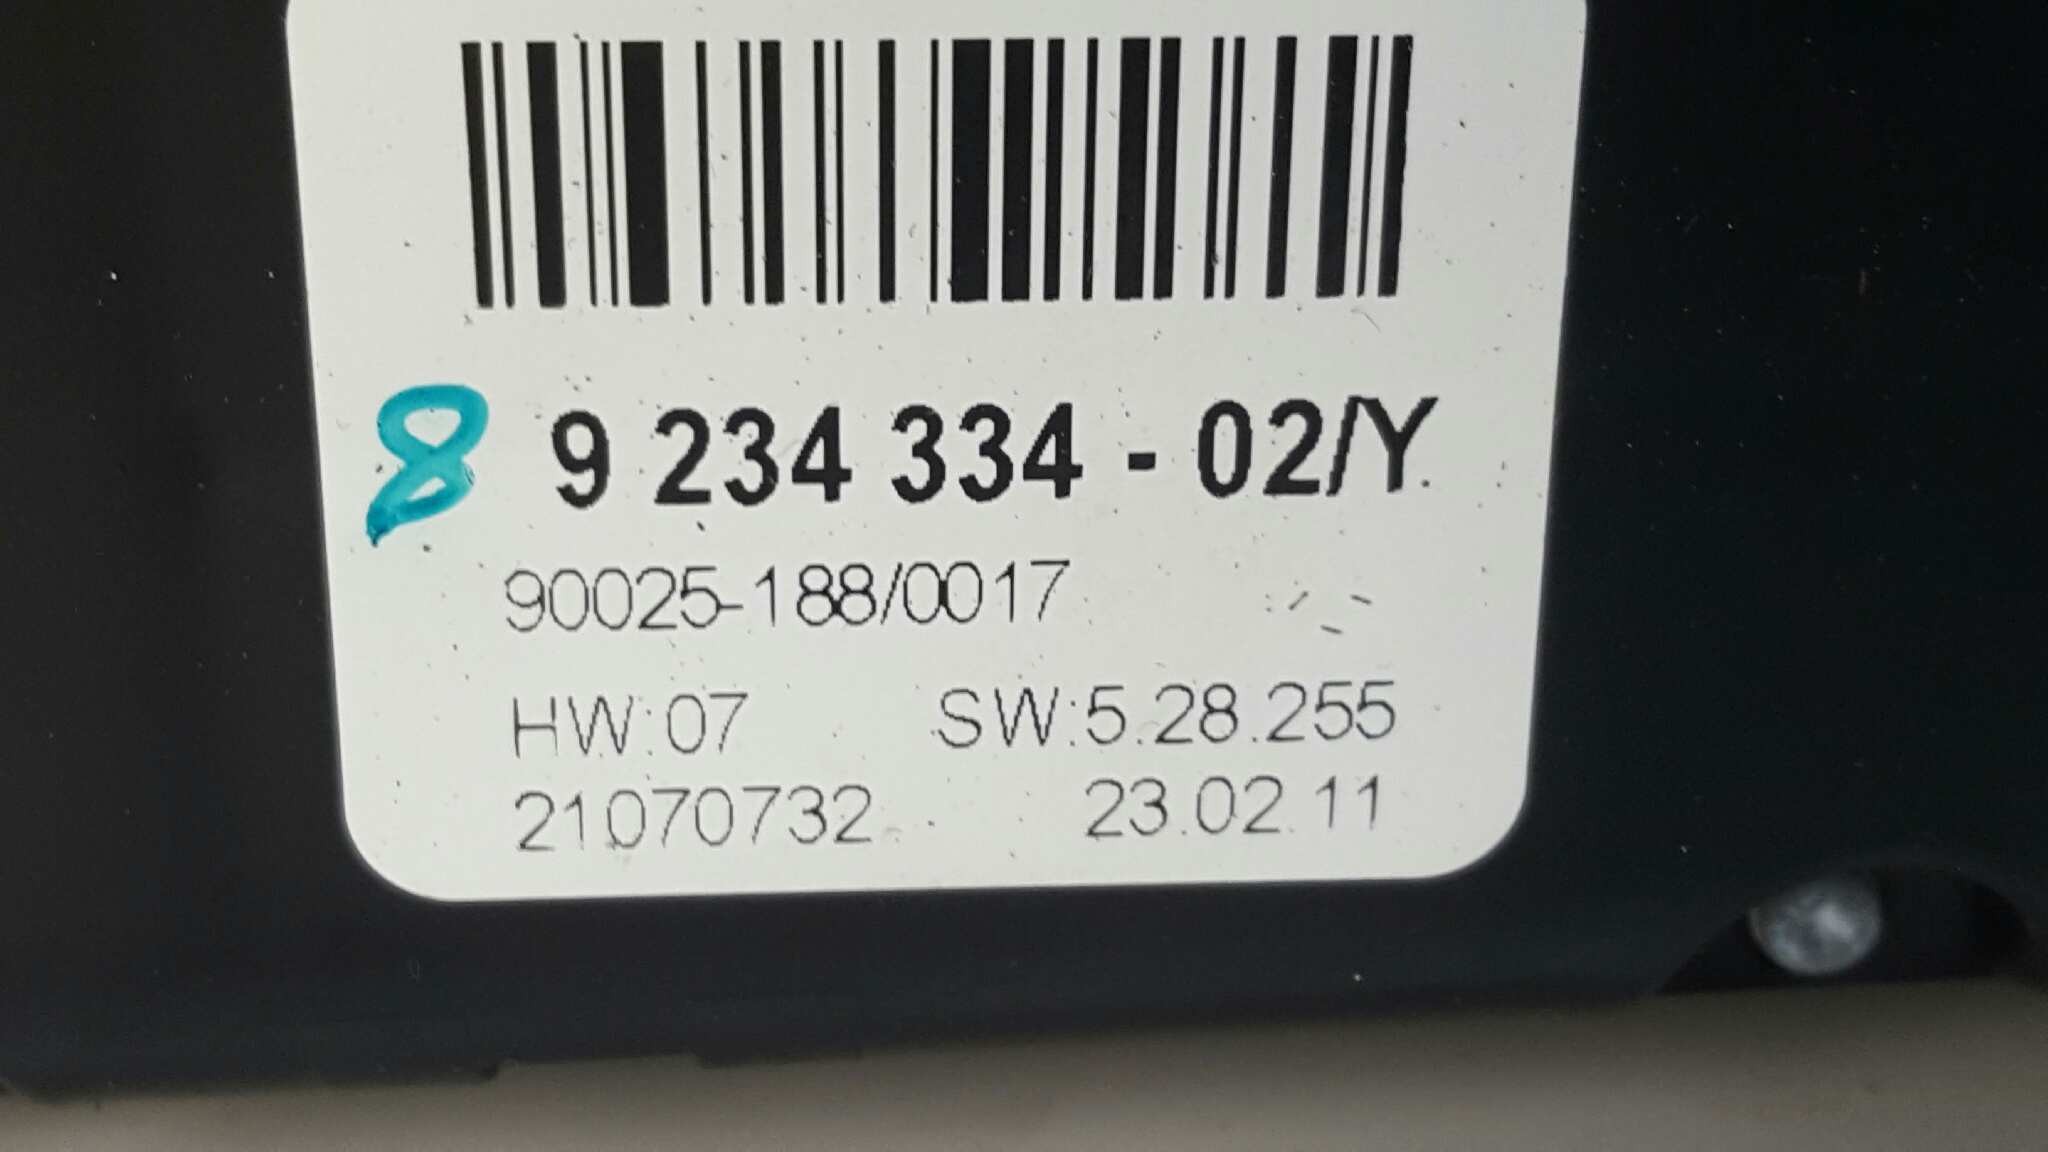 8 9 234 334 - 02/Y
90025-188/0017
HW:07 SW:5.28.255
21070732 23.02.11